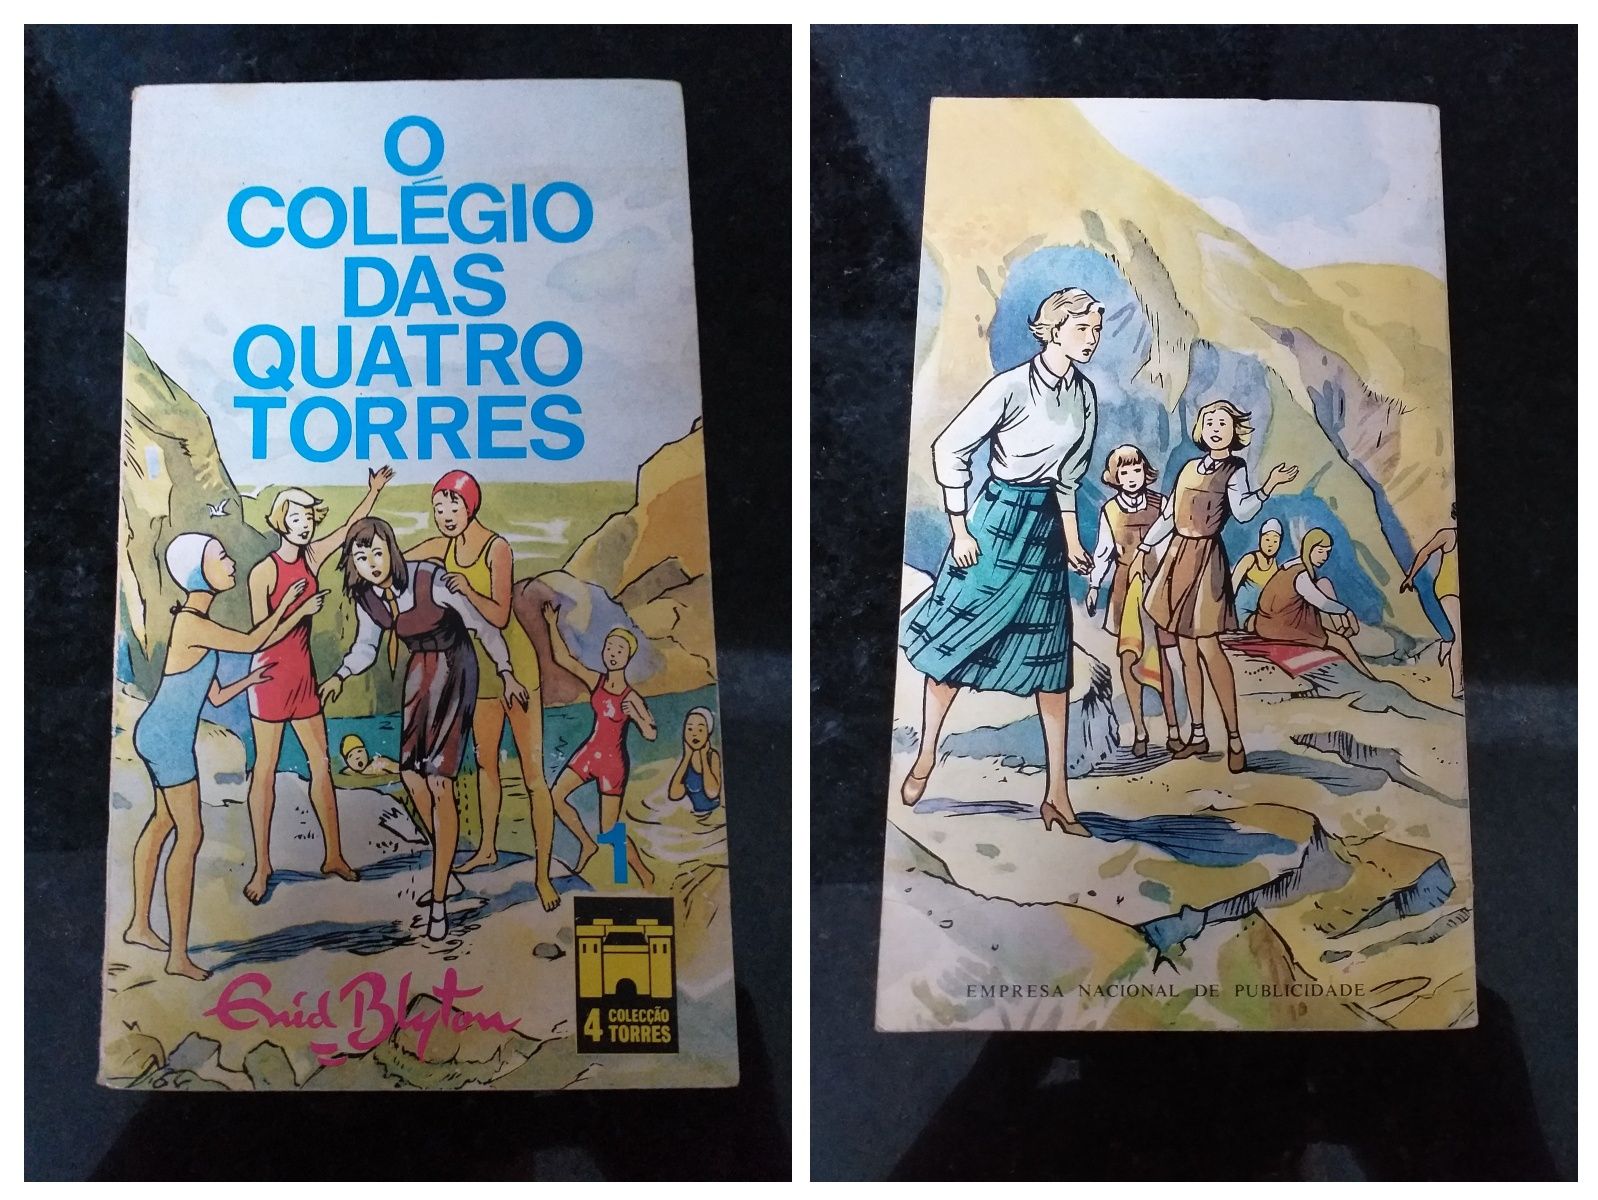 O
COLÉGIO
DAS
QUATRO
TORRES
1
Enid Blyton
4 COLECÇÃO
TORRES
EMPRESA NACIONAL DE PUBLICIDADE